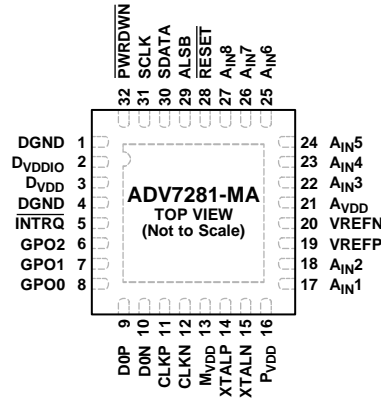 PWRDWN
SCLK
SDATA
ALSB
RESET
AIN8
AIN7
AIN6
32 31 30 29 28 27 26 25
DGND 1
DVDDIO 2
DVDD 3
DGND 4
INTRQ 5
GPO2 6
GPO1 7
GPO0 8
ADV7281-MA
TOP VIEW
(Not to Scale)
24 AIN5
23 AIN4
22 AIN3
21 AVDD
20 VREFN
19 VREFP
18 AIN2
17 AIN1
9 10 11 12 13 14 15 16
D0P
D0N
CLKP
CLKN
MVDD
XTALP
XTALN
PVDD